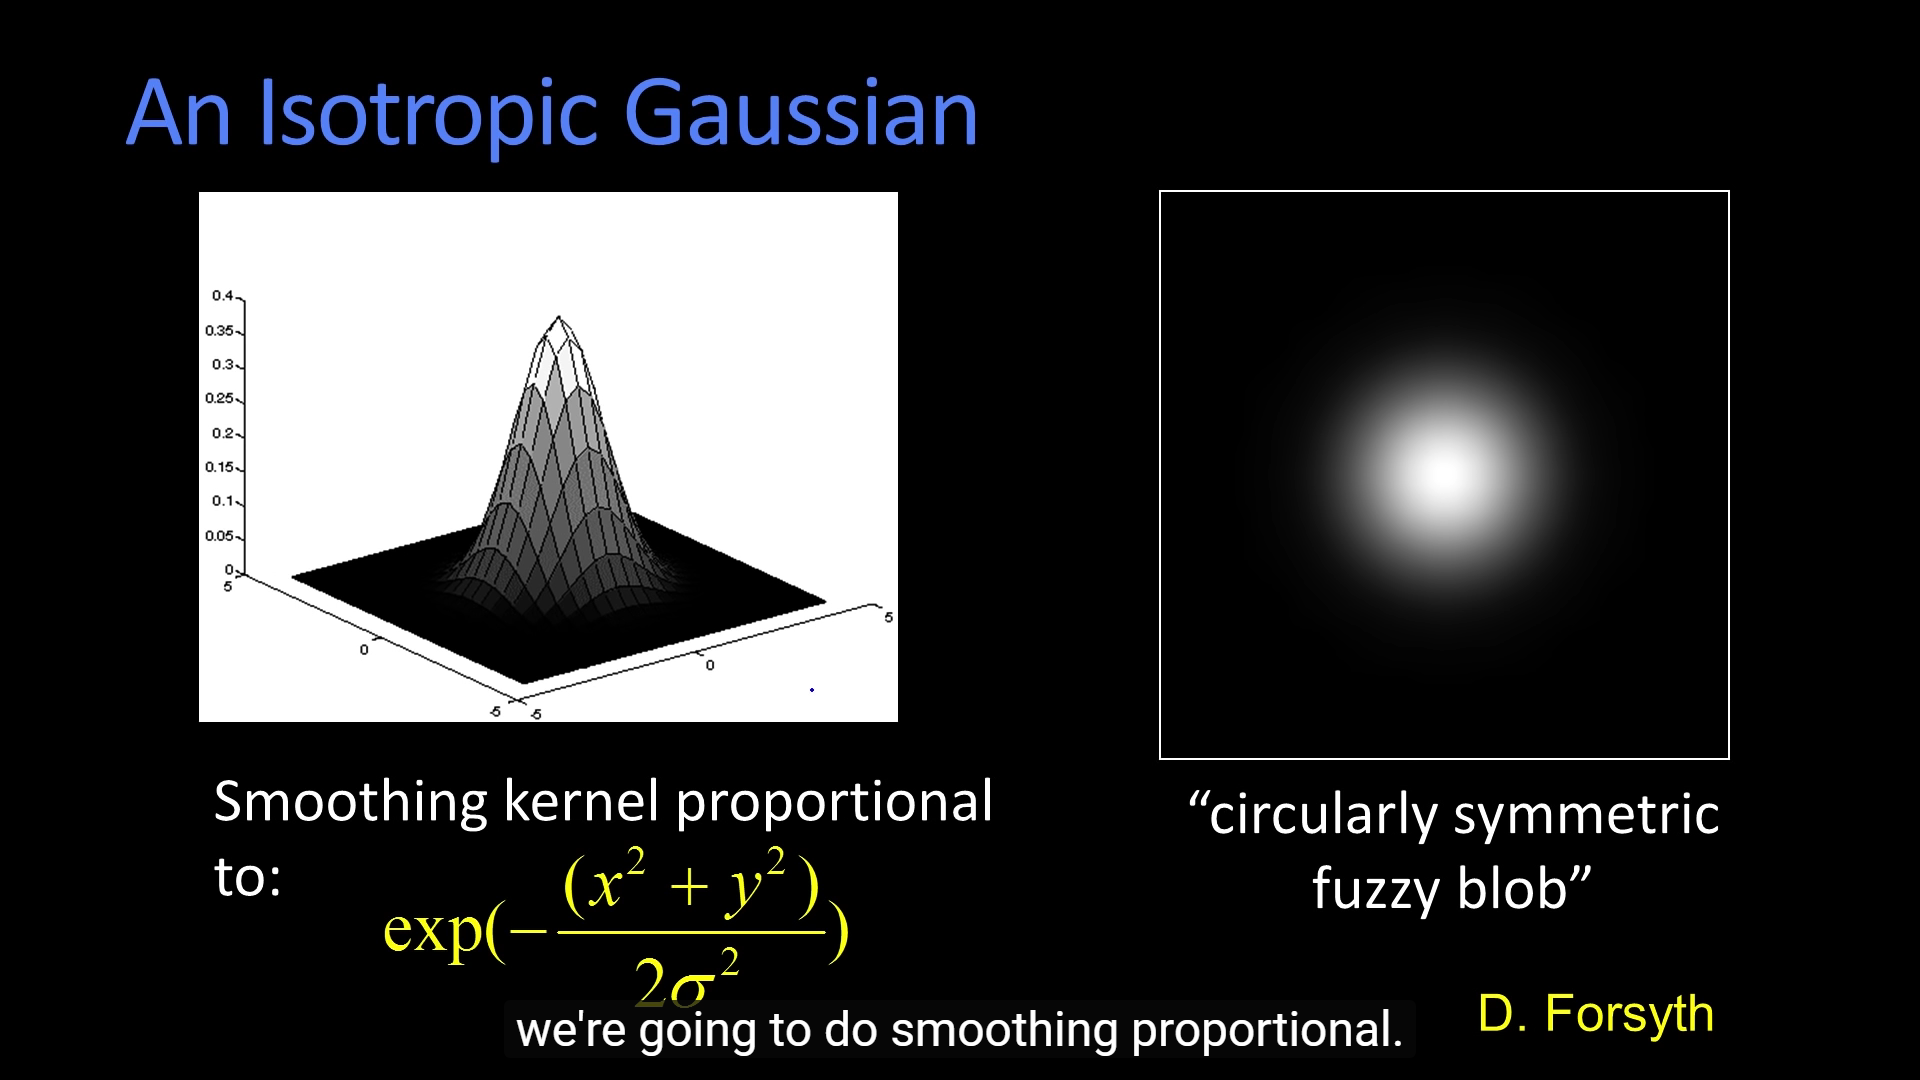 An Isotropic Gaussian
0.4
0.35
0.3
0.25
0.2
0.15
0.1
0.05
0
5
0
-5
-5
0
5
Smoothing kernel proportional
to:
exp(-(x² + y²)/2σ²)
“circularly symmetric
fuzzy blob”
D. Forsyth
we're going to do smoothing proportional.